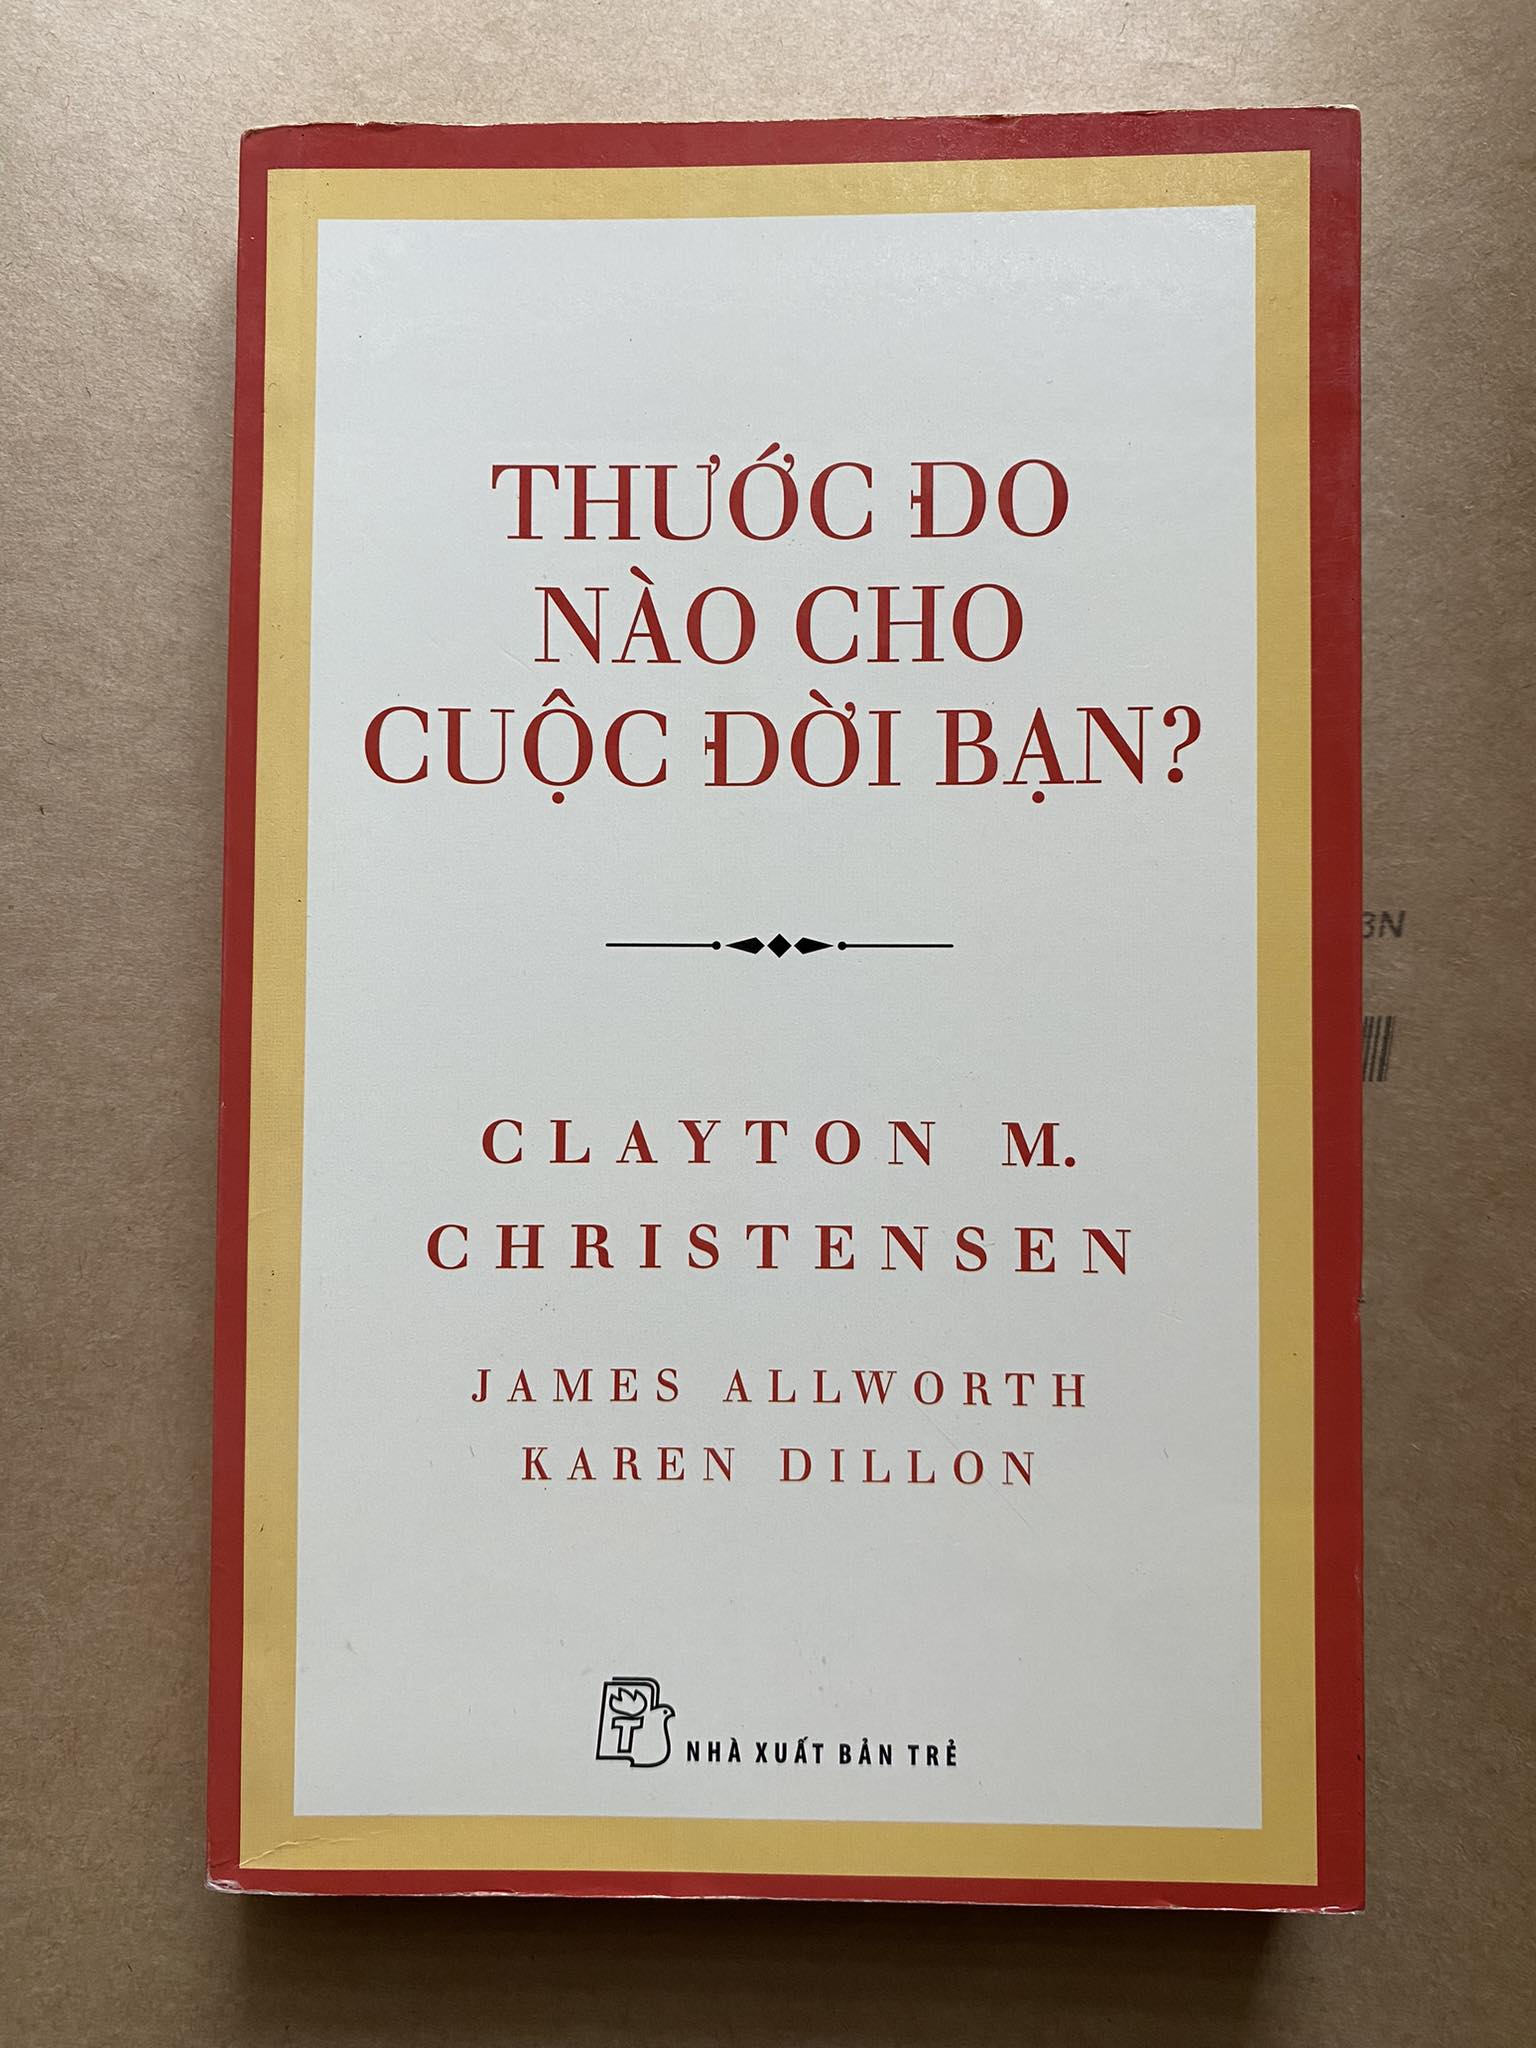 THƯỚC ĐO
NÀO CHO
CUỘC ĐỜI BẠN?
CLAYTON M.
CHRISTENSEN
JAMES ALLWORTH
KAREN DILLON
NHÀ XUẤT BẢN TRẺ